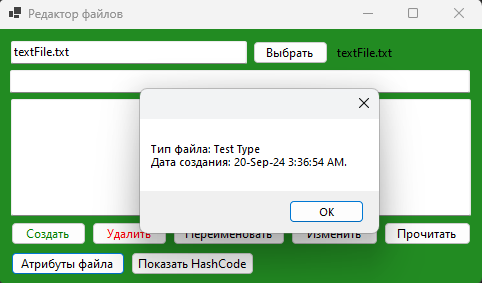 Редактор файлов
textFile.txt
Выбрать
textFile.txt
Тип файла: Test Type
Дата создания: 20-Sep-24 3:36:54 AM.
OK
Создать
Удалить
Переименовать
Изменить
Прочитать
Атрибуты файла
Показать HashCode